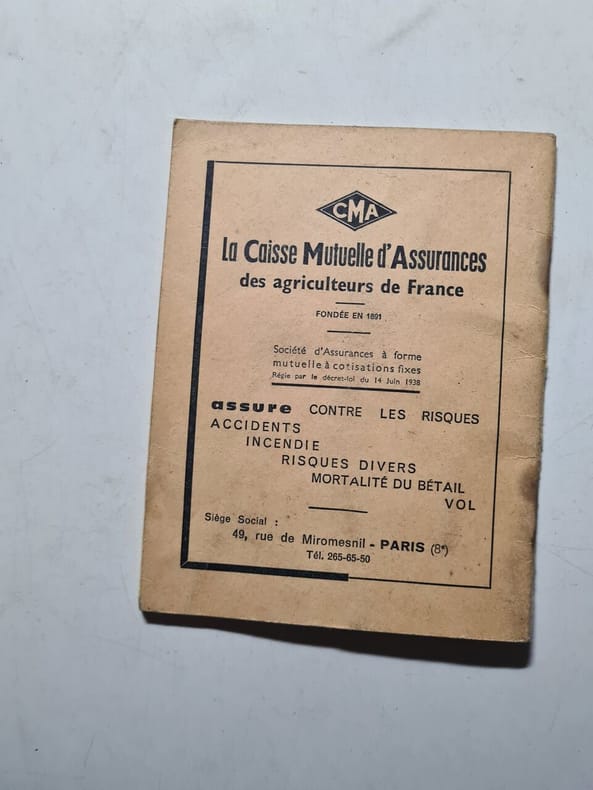 CMA
La Caisse Mutuelle d'Assurances
des agriculteurs de France
FONDÉE EN 1891
Société d'Assurances à forme
mutuelle à cotisations fixes
Régie par le décret-loi du 14 Juin 1938
assure CONTRE LES RISQUES
ACCIDENTS
INCENDIE
RISQUES DIVERS
MORTALITÉ DU BÉTAIL
VOL
Siège Social :
49, rue de Miromesnil - PARIS (8e)
Tél. 265-65-50